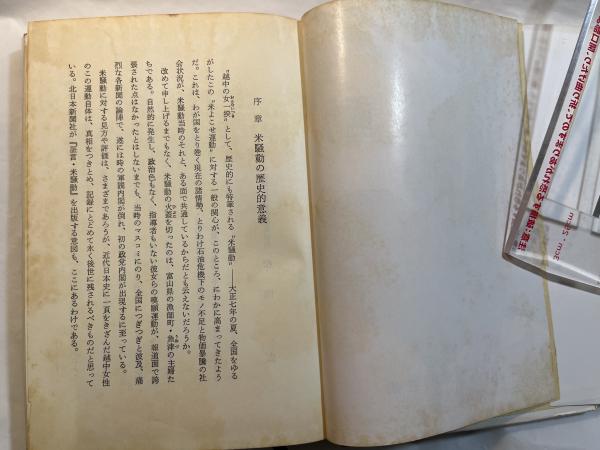 序章 米騒動の歴史的意義
〝越中の女一揆〟として、歴史的にも特筆される〝米騒動〟――大正七年の夏、全国をゆる
がしたこの〝米よこせ運動〟に対する一般の関心が、このところ、にわかに高まってきたよう
だ。これは、わが国をとり巻く現在の諸情勢、とりわけ石油危機下のモノ不足と物価暴騰の社
会状況が、米騒動当時のそれと、ある面で共通しているからだとも云えないだろうか。
改めて申し上げるまでもなく、米騒動の火蓋を切ったのは、富山県の漁師町・魚津の主婦た
ちである。自然的に発生し、政治色もなく、指導者もいない彼女らの嘆願運動が、報道面で誇
張された点はなかったとはしないまでも、当時のマスコミにのり、全国につぎつぎと波及、痛
烈な各新聞の論陣で、遂には時の軍閥内閣が倒れ、初の政党内閣が出現するに至っている。
米騒動に対する見方や評価は、さまざまであろうが、近代日本史に一頁をきざんだ越中女性
のこの運動自体は、真相をつきとめ、記録にとどめて永く後世に残されるべきものだと思って
いる。北日本新聞社が『証言・米騒動』を出版する意図も、ここにあるわけである。